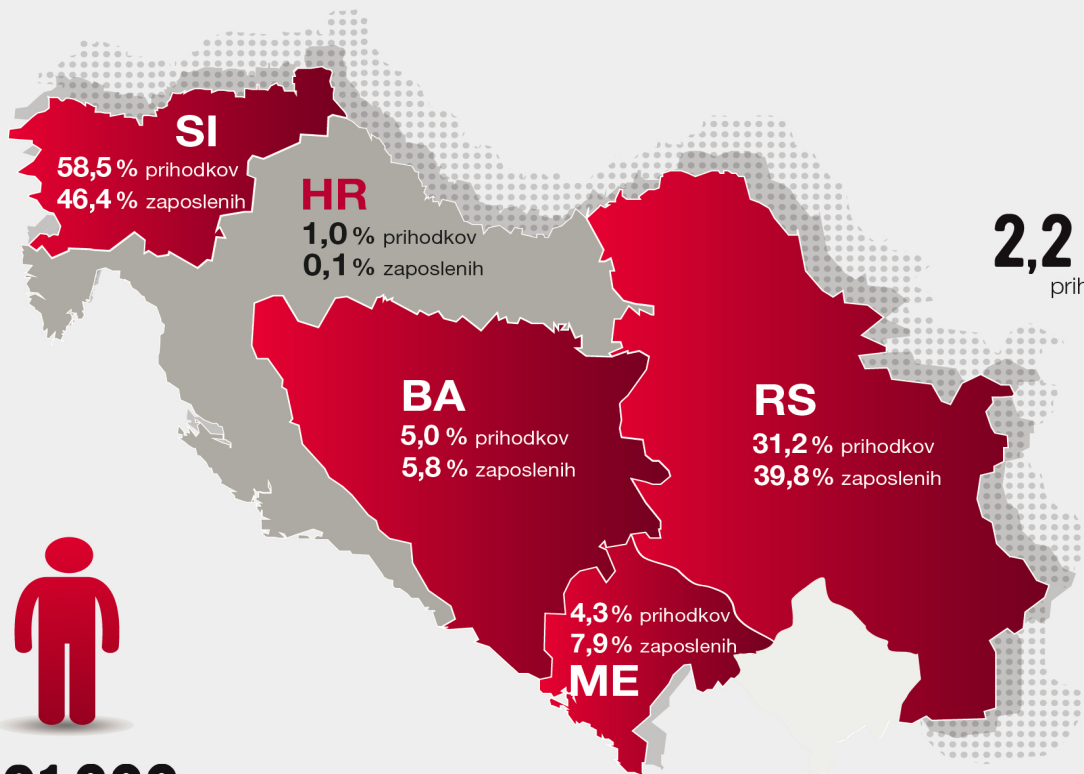 SI
58,5 % prihodkov
46,4 % zaposlenih
HR
1,0 % prihodkov
0,1 % zaposlenih
2,2
BA
5,0 % prihodkov
5,8 % zaposlenih
RS
31,2 % prihodkov
39,8 % zaposlenih
4,3 % prihodkov
7,9 % zaposlenih
ME